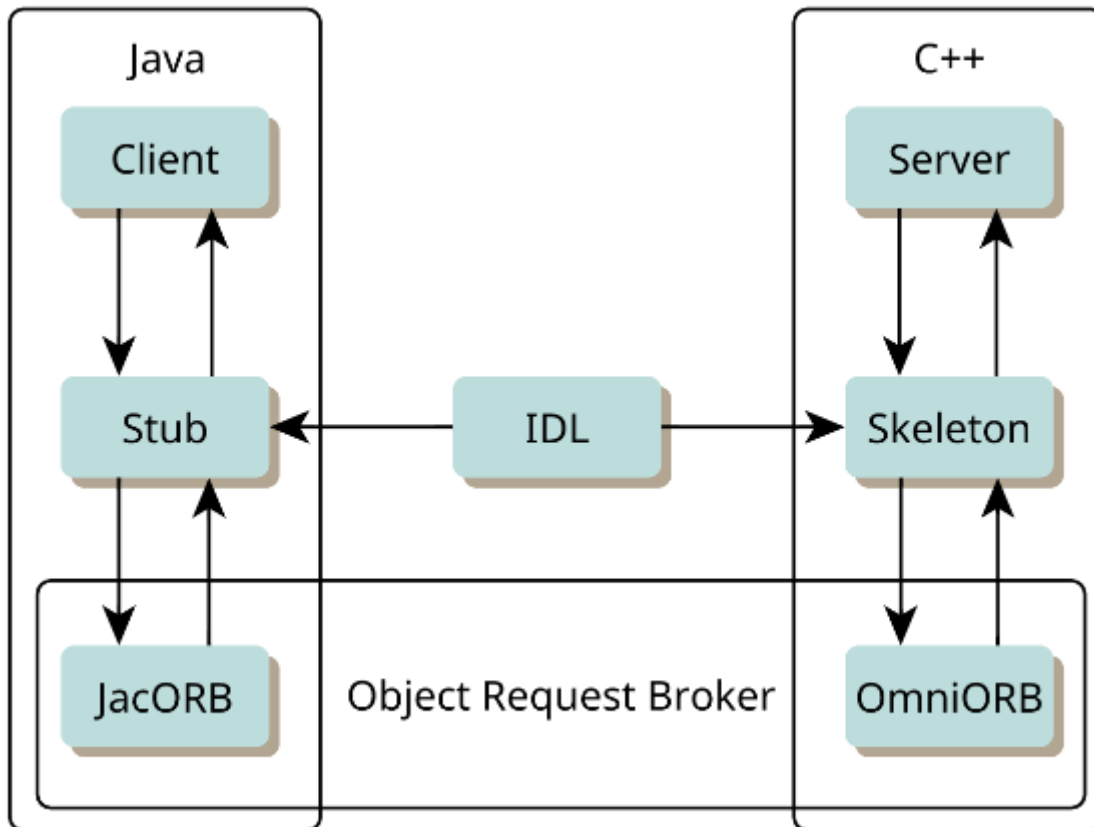 Java
C++
Client
Server
Stub
IDL
Skeleton
JacORB
Object Request Broker
OmniORB